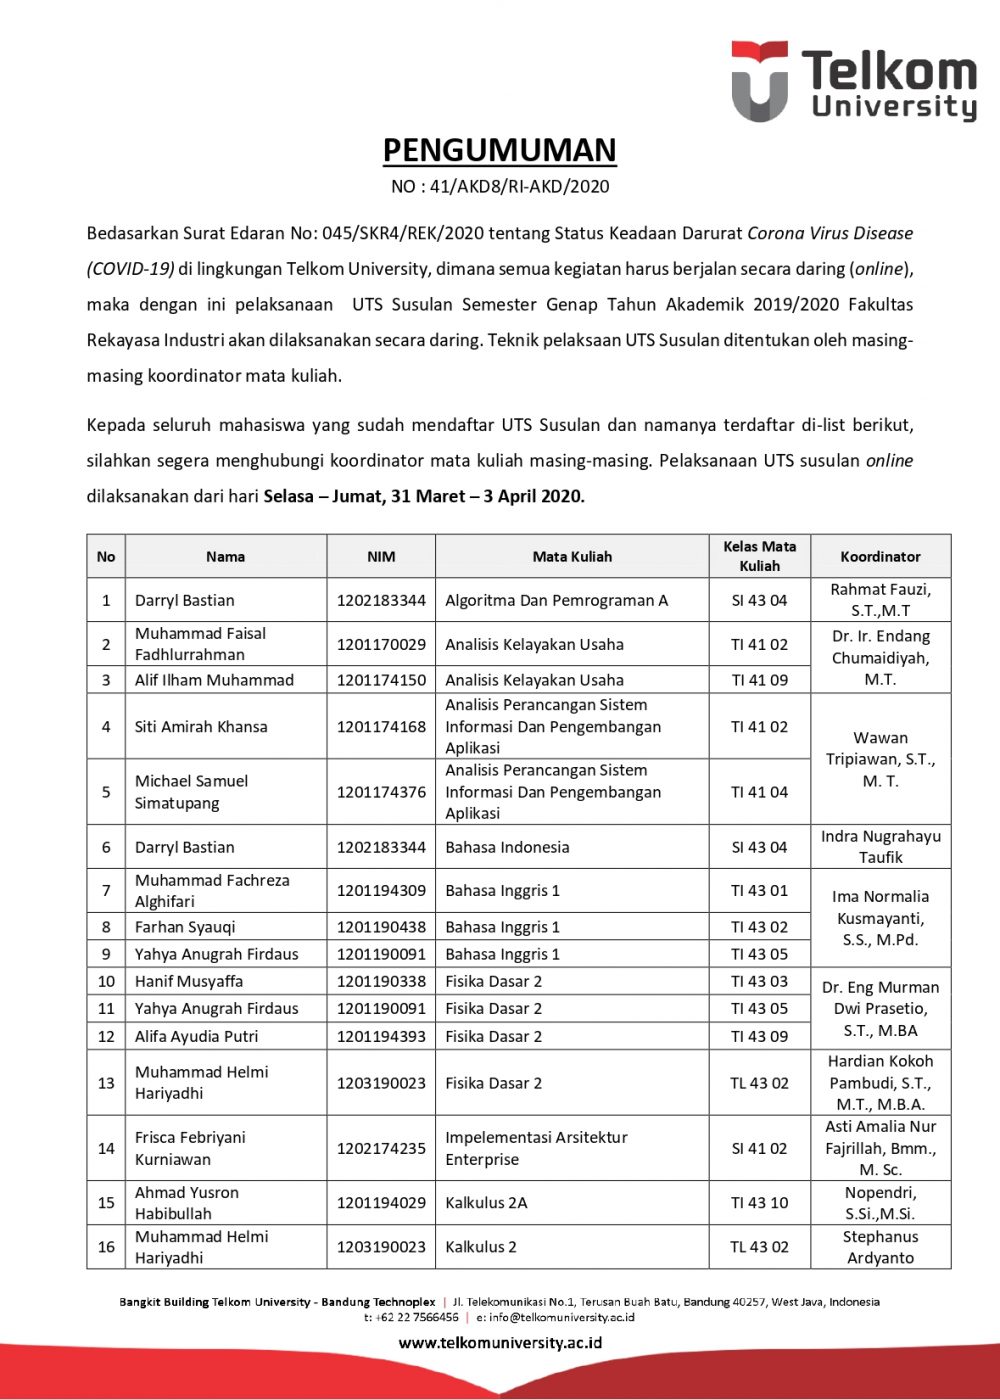 Telkom
University
PENGUMUMAN
NO : 41/AKD8/RI-AKD/2020
Bedasarkan Surat Edaran No: 045/SKR4/REK/2020 tentang Status Keadaan Darurat Corona Virus Disease
(COVID-19) di lingkungan Telkom University, dimana semua kegiatan harus berjalan secara daring (online),
maka dengan ini pelaksanaan UTS Susulan Semester Genap Tahun Akademik 2019/2020 Fakultas
Rekayasa Industri akan dilaksanakan secara daring. Teknik pelaksaan UTS Susulan ditentukan oleh masing-
masing koordinator mata kuliah.
Kepada seluruh mahasiswa yang sudah mendaftar UTS Susulan dan namanya terdaftar di-list berikut,
silahkan segera menghubungi koordinator mata kuliah masing-masing. Pelaksanaan UTS susulan online
dilaksanakan dari hari Selasa – Jumat, 31 Maret – 3 April 2020.
No Nama NIM Mata Kuliah Kelas Mata Kuliah Koordinator
1 Darryl Bastian 1202183344 Algoritma Dan Pemrograman A SI 43 04 Rahmat Fauzi, S.T.,M.T
2 Muhammad Faisal Fadhlurrahman 1201170029 Analisis Kelayakan Usaha TI 41 02 Dr. Ir. Endang Chumaidiyah, M.T.
3 Alif Ilham Muhammad 1201174150 Analisis Kelayakan Usaha TI 41 09
4 Siti Amirah Khansa 1201174168 Analisis Perancangan Sistem Informasi Dan Pengembangan Aplikasi TI 41 02 Wawan Tripiawan, S.T., M. T.
5 Michael Samuel Simatupang 1201174376 Analisis Perancangan Sistem Informasi Dan Pengembangan Aplikasi TI 41 04
6 Darryl Bastian 1202183344 Bahasa Indonesia SI 43 04 Indra Nugrahayu Taufik
7 Muhammad Fachreza Alghifari 1201194309 Bahasa Inggris 1 TI 43 01 Ima Normalia Kusmayanti, S.S., M.Pd.
8 Farhan Syauqi 1201190438 Bahasa Inggris 1 TI 43 02
9 Yahya Anugrah Firdaus 1201190091 Bahasa Inggris 1 TI 43 05
10 Hanif Musyaffa 1201190338 Fisika Dasar 2 TI 43 03 Dr. Eng Murman Dwi Prasetio, S.T., M.BA
11 Yahya Anugrah Firdaus 1201190091 Fisika Dasar 2 TI 43 05
12 Alifa Ayudia Putri 1201194393 Fisika Dasar 2 TI 43 09
13 Muhammad Helmi Hariyadhi 1203190023 Fisika Dasar 2 TL 43 02 Hardian Kokoh Pambudi, S.T., M.T., M.B.A.
14 Frisca Febriyani Kurniawan 1202174235 Impelementasi Arsitektur Enterprise SI 41 02 Asti Amalia Nur Fajrillah, Bmm., M. Sc.
15 Ahmad Yusron Habibullah 1201194029 Kalkulus 2A TI 43 10 Nopendri, S.Si.,M.Si.
16 Muhammad Helmi Hariyadhi 1203190023 Kalkulus 2 TL 43 02 Stephanus Ardyanto
Bangkit Building Telkom University - Bandung Technoplex | Jl. Telekomunikasi No.1, Terusan Buah Batu, Bandung 40257, West Java, Indonesia
t: +62 22 7566456 | e: info@telkomuniversity.ac.id
www.telkomuniversity.ac.id